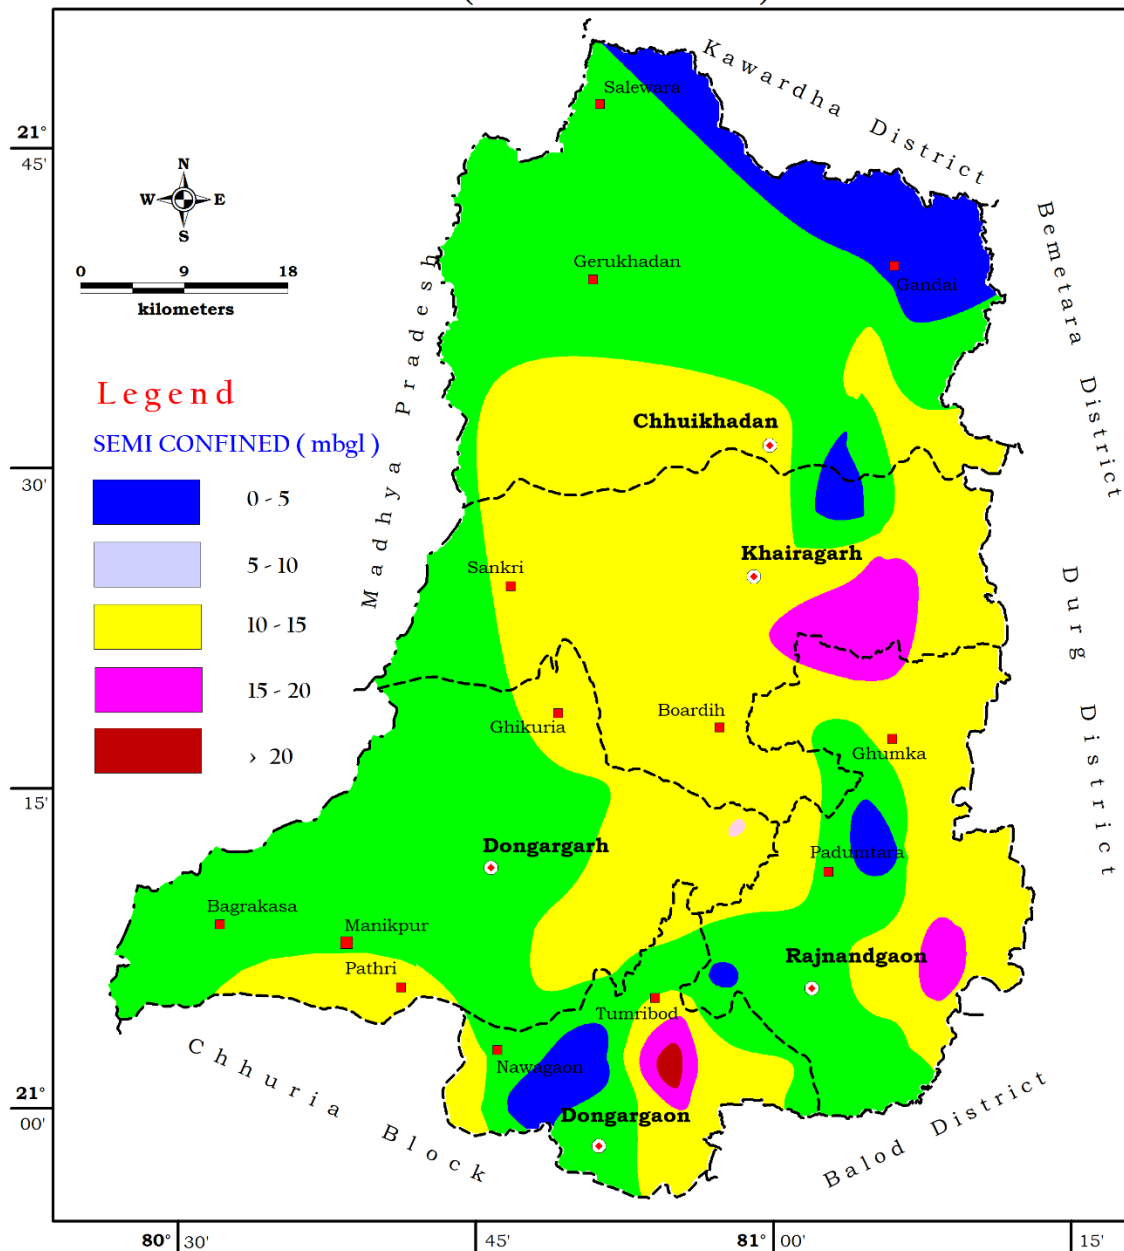 Kawardha District
Salewara
21°
45'
N
W E
S
Bemetara District
Gerukhadan
Gandai
0 9 18
kilometers
Madhya Pradesh
Legend
Chhuikhadan
SEMI CONFINED ( mbgl )
30'
0 - 5
5 - 10
Khairagarh
Sankri
Durg District
10 - 15
15 - 20
Boardih
Ghikuria
Ghumka
> 20
15'
Dongargarh
Padumtara
Bagrakasa
Manikpur
Rajnandgaon
Pathri
Tumribod
Nawagaon
Chhuria Block
21°
00'
Dongargaon
Balod District
80° 30' 45' 81° 00' 15'